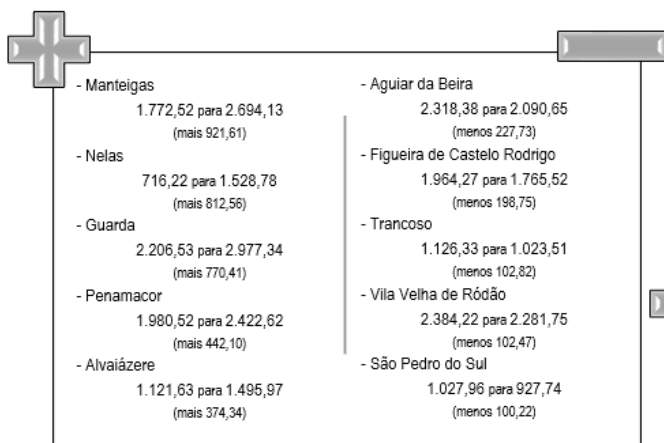 - Manteigas
1.772,52 para 2.694,13
(mais 921,61)
- Nelas
716,22 para 1.528,78
(mais 812,56)
- Guarda
2.206,53 para 2.977,34
(mais 770,41)
- Penamacor
1.980,52 para 2.422,62
(mais 442,10)
- Alvaiázere
1.121,63 para 1.495,97
(mais 374,34)
- Aguiar da Beira
2.318,38 para 2.090,65
(menos 227,73)
- Figueira de Castelo Rodrigo
1.964,27 para 1.765,52
(menos 198,75)
- Trancoso
1.126,33 para 1.023,51
(menos 102,82)
- Vila Velha de Ródão
2.384,22 para 2.281,75
(menos 102,47)
- São Pedro do Sul
1.027,96 para 927,74
(menos 100,22)